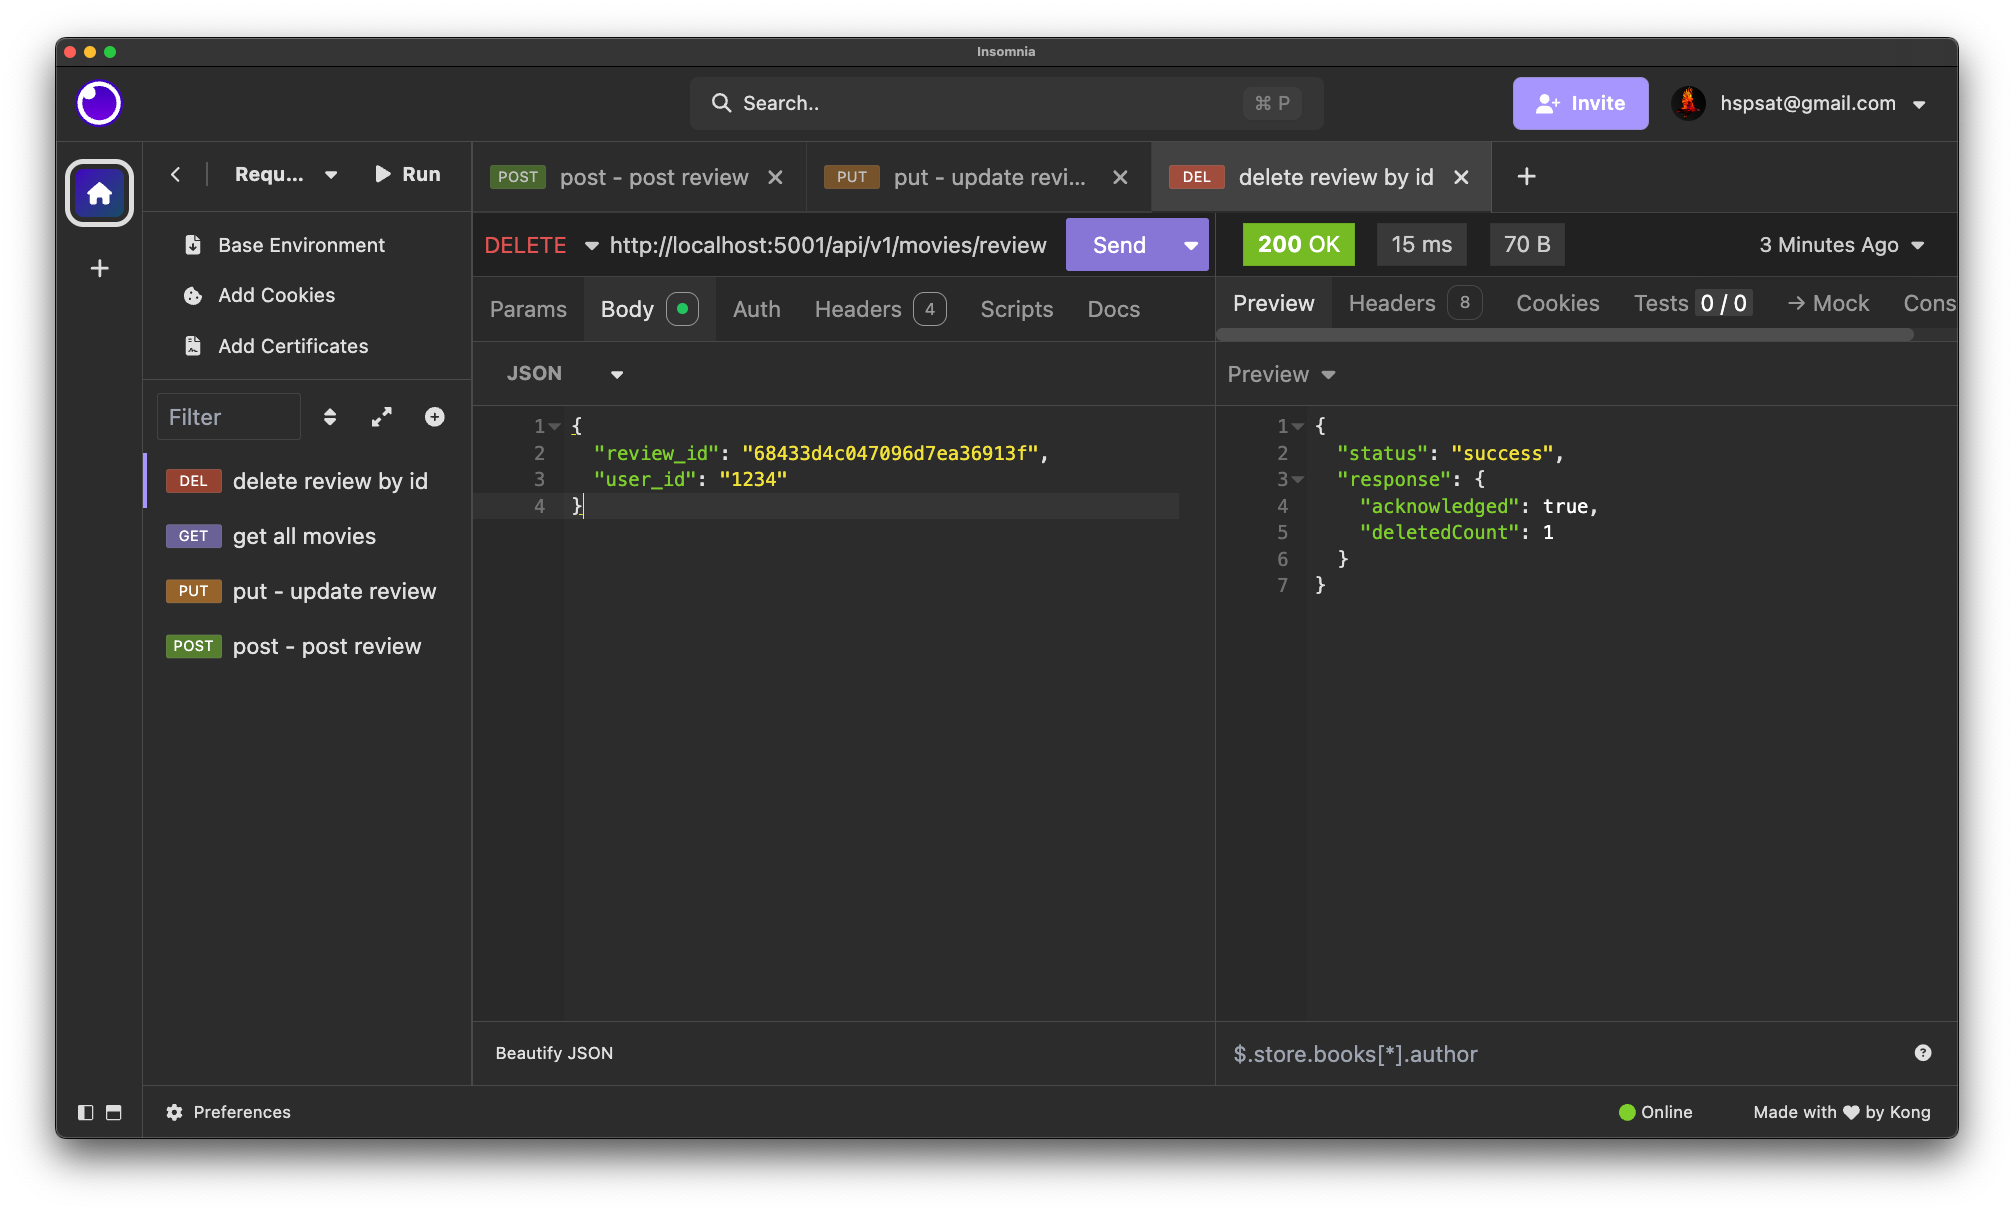 Insomnia
Search..
⌘ P
Invite
hspsat@gmail.com
Requ...
Run
POST post - post review
PUT put - update revi...
DEL delete review by id
Base Environment
Add Cookies
Add Certificates
Filter
DEL delete review by id
GET get all movies
PUT put - update review
POST post - post review
DELETE http://localhost:5001/api/v1/movies/review
Send
Params Body Auth Headers 4 Scripts Docs
JSON
1 {
2 "review_id": "68433d4c047096d7ea36913f",
3 "user_id": "1234"
4 }
Beautify JSON
200 OK 15 ms 70 B 3 Minutes Ago
Preview Headers 8 Cookies Tests 0 / 0 → Mock Cons
Preview
1 {
2 "status": "success",
3 "response": {
4 "acknowledged": true,
5 "deletedCount": 1
6 }
7 }
$.store.books[*].author
Preferences
Online
Made with ♥ by Kong